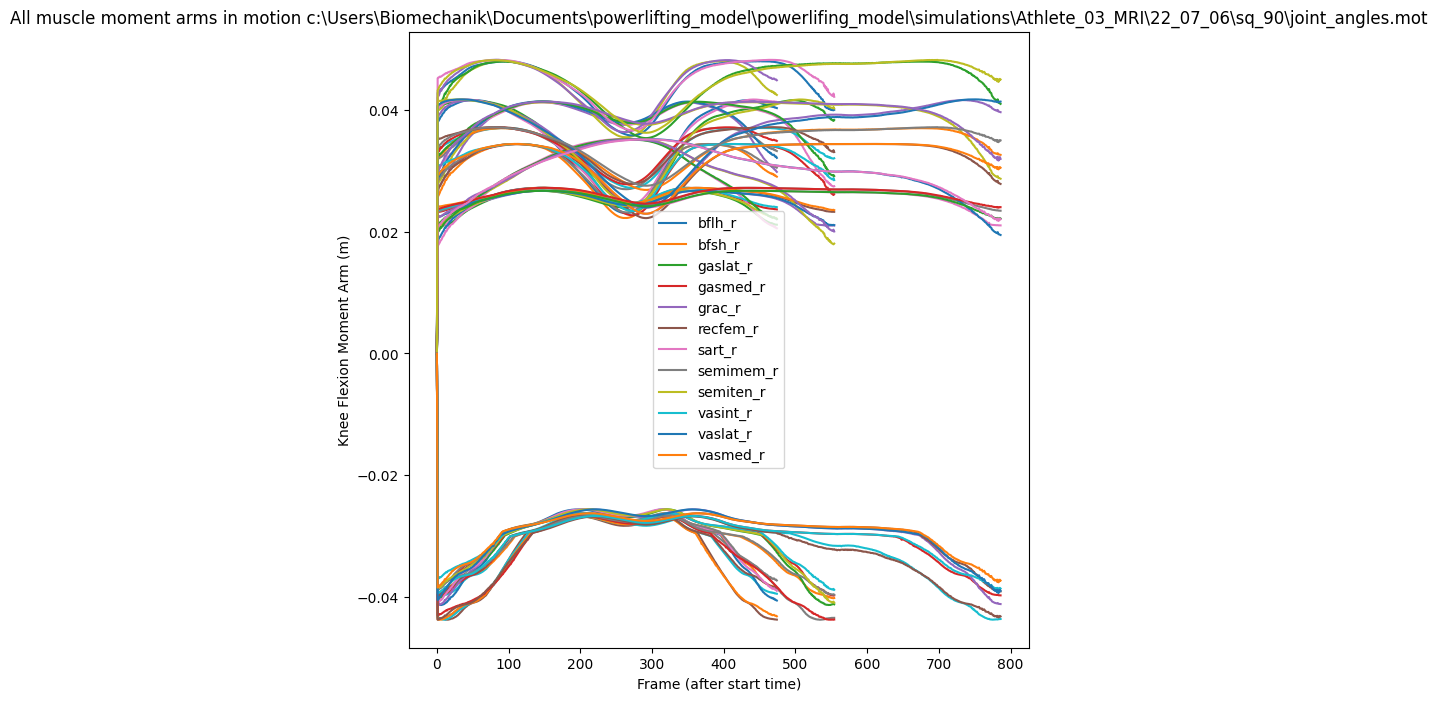 All muscle moment arms in motion c:\Users\Biomechanik\Documents\powerlifting_model\powerlifing_model\simulations\Athlete_03_MRI\22_07_06\sq_90\joint_angles.mot
Knee Flexion Moment Arm (m)
0.04
0.02
0.00
−0.02
−0.04
bflh_r
bfsh_r
gaslat_r
gasmed_r
grac_r
recfem_r
sart_r
semimem_r
semiten_r
vasint_r
vaslat_r
vasmed_r
0 100 200 300 400 500 600 700 800
Frame (after start time)